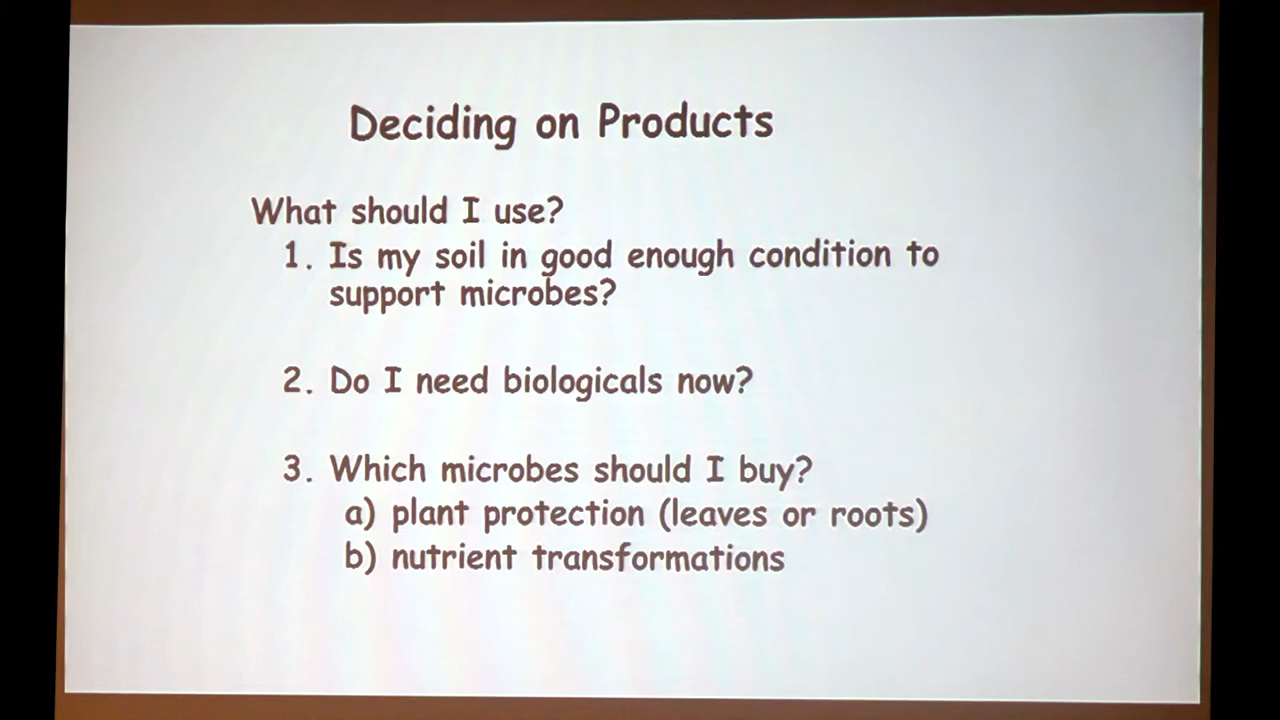 Deciding on Products
What should I use?
1. Is my soil in good enough condition to
support microbes?
2. Do I need biologicals now?
3. Which microbes should I buy?
a) plant protection (leaves or roots)
b) nutrient transformations